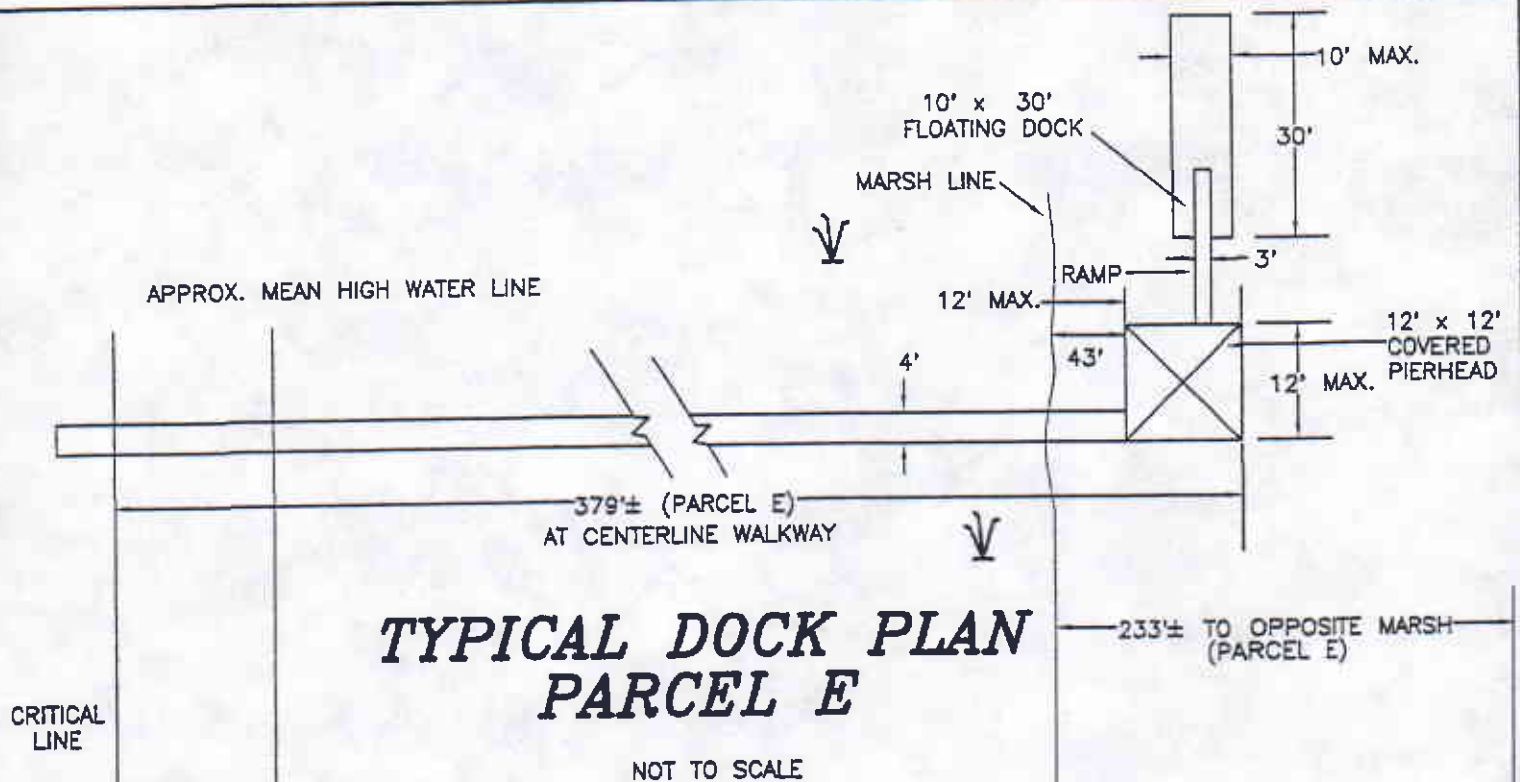 10' MAX.
10' x 30'
FLOATING DOCK
30'
MARSH LINE
APPROX. MEAN HIGH WATER LINE
RAMP
3'
12' MAX.
12' x 12'
COVERED
PIERHEAD
43'
4'
12' MAX.
379'± (PARCEL E)
AT CENTERLINE WALKWAY
TYPICAL DOCK PLAN
PARCEL E
233'± TO OPPOSITE MARSH
(PARCEL E)
CRITICAL
LINE
NOT TO SCALE